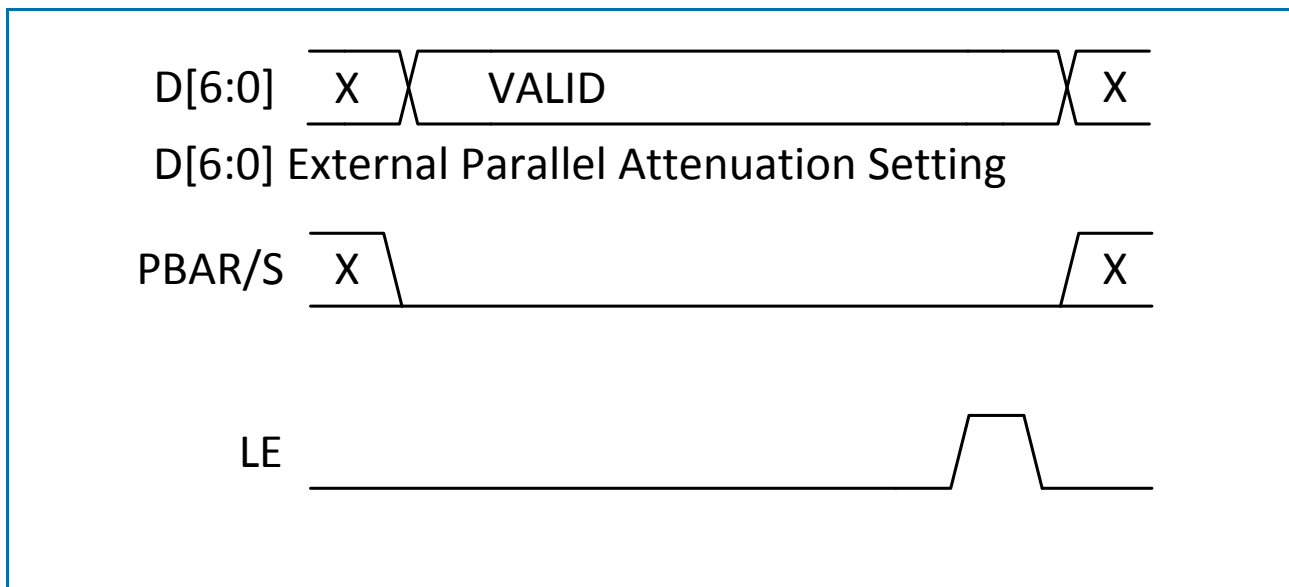 D[6:0] X VALID X
D[6:0] External Parallel Attenuation Setting
PBAR/S X X
LE